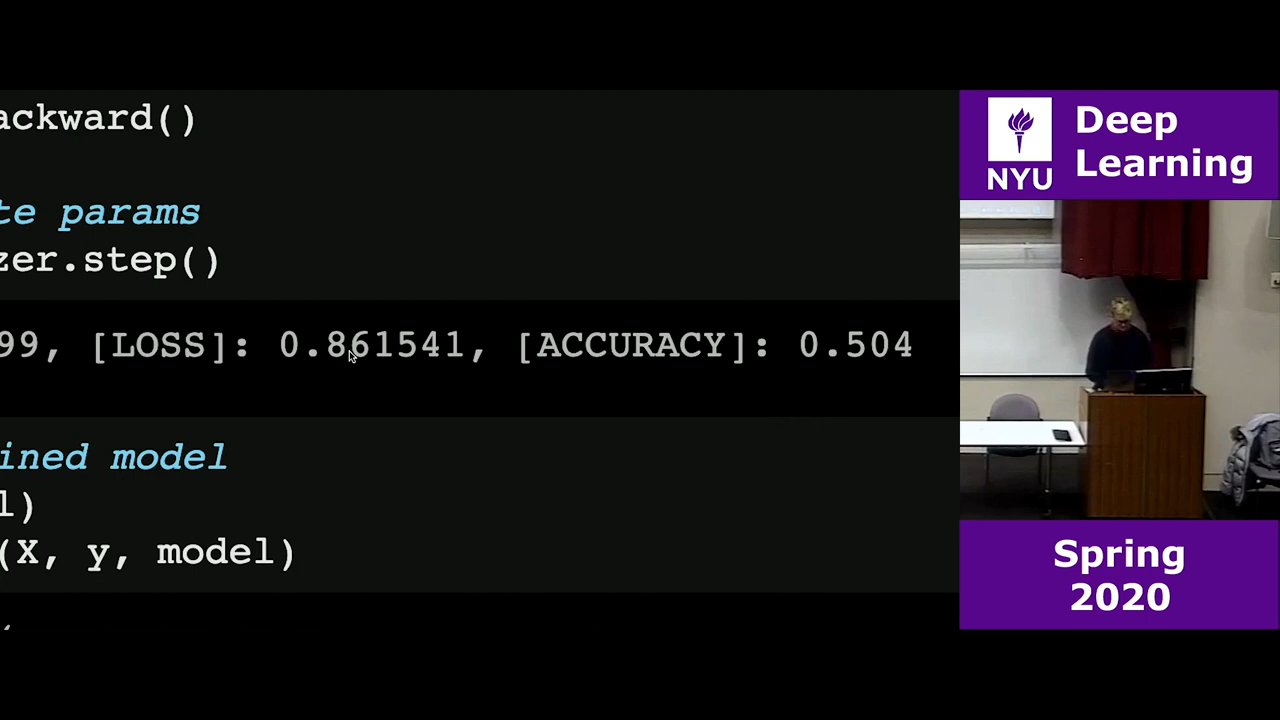 ackward()
te params
zer.step()
99, [LOSS]: 0.861541, [ACCURACY]: 0.504
ined model
l)
(X, y, model)
NYU
Deep
Learning
Spring
2020